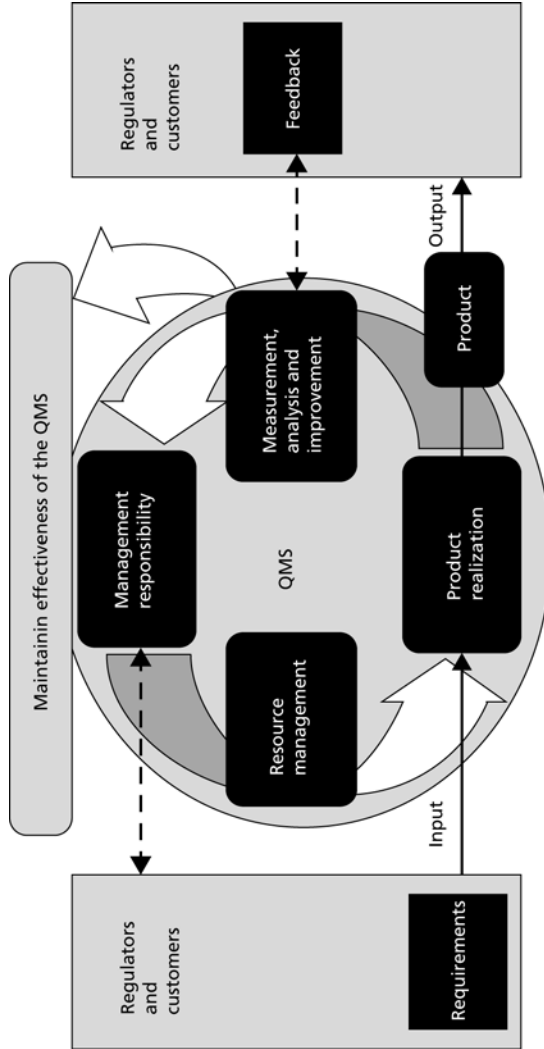 Maintainin effectiveness of the QMS
Regulators
and
customers
Requirements
Input
Management
responsibility
Resource
management
QMS
Measurement,
analysis and
improvement
Product
realization
Product
Output
Regulators
and
customers
Feedback